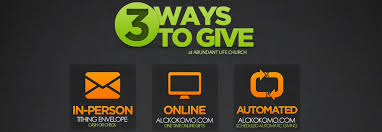 3 WAYS
TO GIVE
at ABUNDANT LIFE CHURCH
IN-PERSON
TITHING ENVELOPE
CASH OR CHECK
ONLINE
ALCKOKOMO.COM
ONE TIME ONLINE GIFTS
AUTOMATED
ALCKOKOMO.COM
SCHEDULED AUTOMATIC GIVING